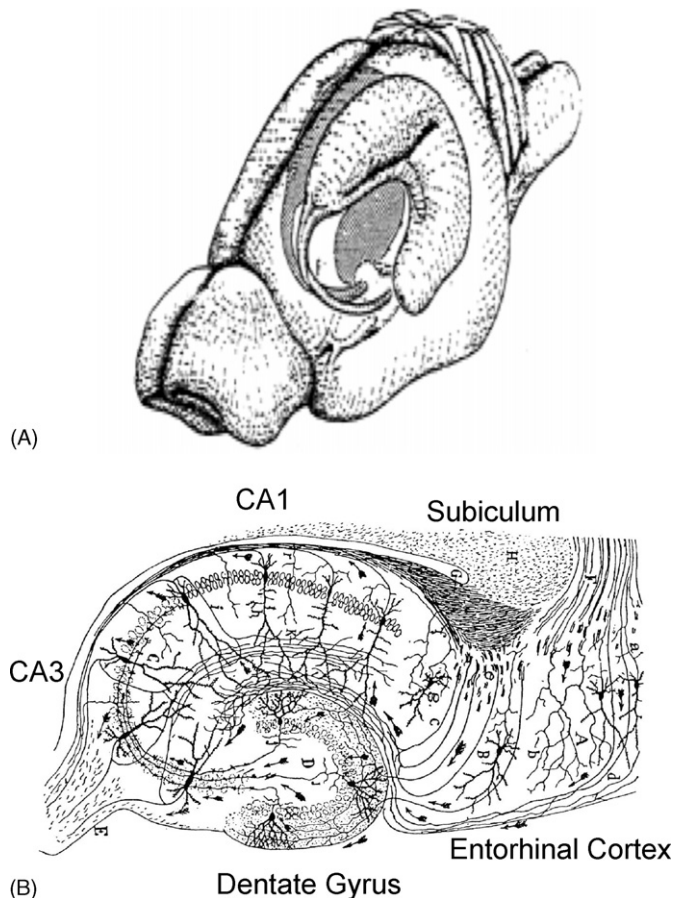 (A)
CA1
Subiculum
CA3
Entorhinal Cortex
(B)
Dentate Gyrus
H
G
F
C
c
B
D
A
d
D
E